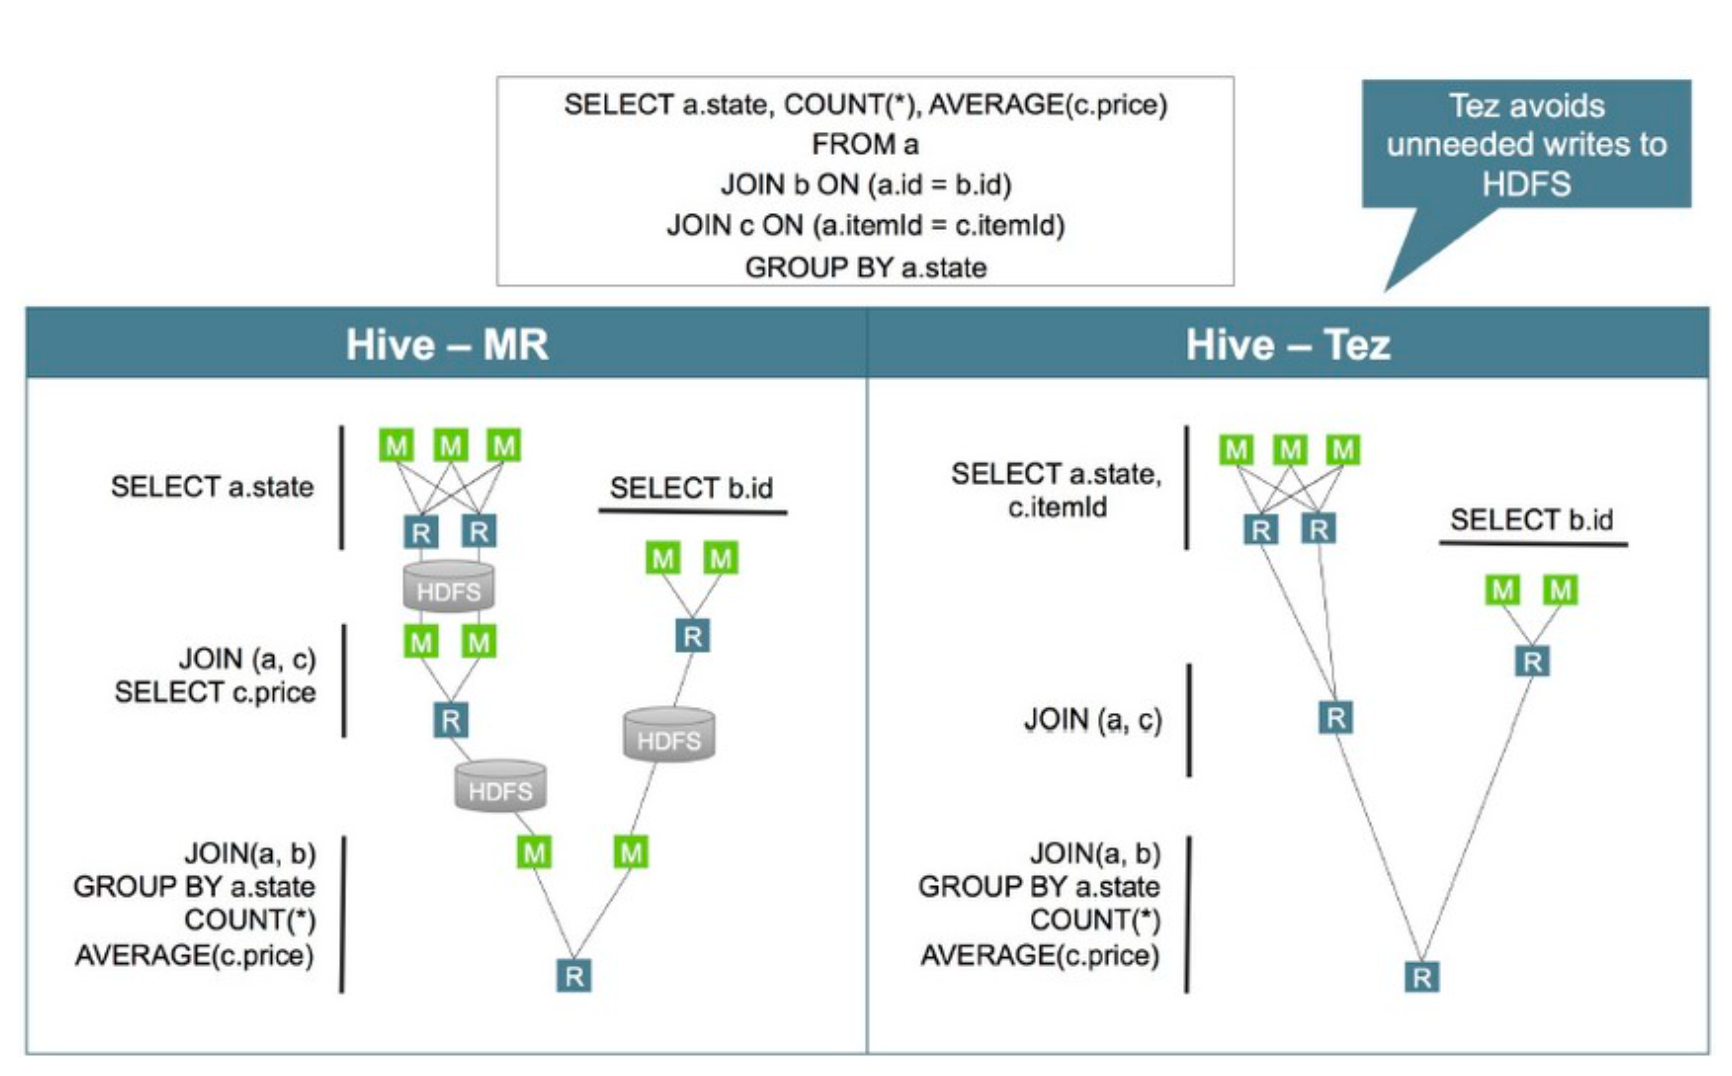 SELECT a.state, COUNT(*), AVERAGE(c.price)
FROM a
JOIN b ON (a.id = b.id)
JOIN c ON (a.itemId = c.itemId)
GROUP BY a.state
Tez avoids
unneeded writes to
HDFS
Hive – MR
M M M
SELECT a.state
R R
HDFS
SELECT b.id
M M
R
HDFS
M M
JOIN (a, c)
SELECT c.price
R
HDFS
M M
JOIN(a, b)
GROUP BY a.state
COUNT(*)
AVERAGE(c.price)
R
Hive – Tez
M M M
SELECT a.state,
c.itemId
R R
SELECT b.id
M M
R
JOIN (a, c)
R
JOIN(a, b)
GROUP BY a.state
COUNT(*)
AVERAGE(c.price)
R